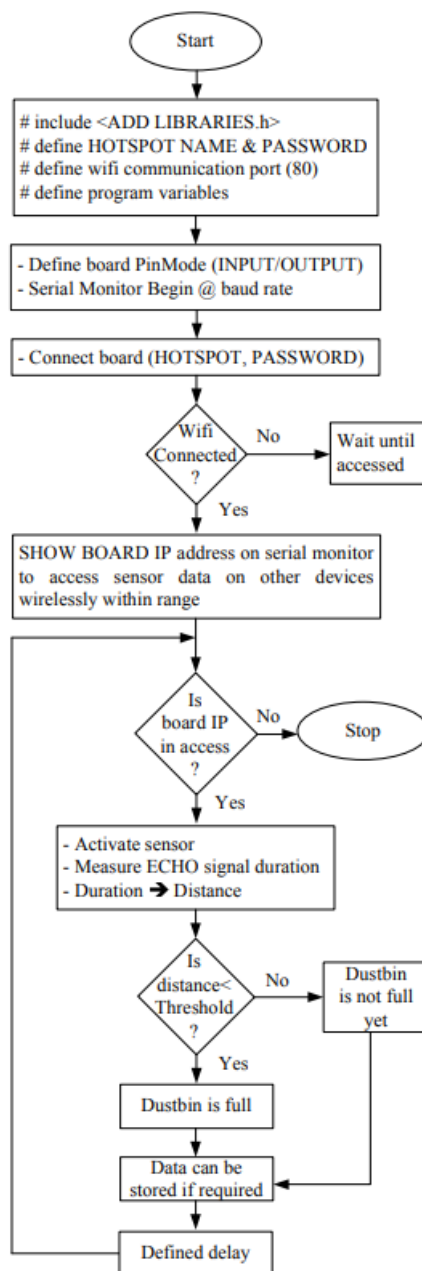 Start
# include <ADD LIBRARIES.h>
# define HOTSPOT NAME & PASSWORD
# define wifi communication port (80)
# define program variables
- Define board PinMode (INPUT/OUTPUT)
- Serial Monitor Begin @ baud rate
- Connect board (HOTSPOT, PASSWORD)
Wifi
Connected
?
No
Wait until
accessed
Yes
SHOW BOARD IP address on serial monitor
to access sensor data on other devices
wirelessly within range
Is
board IP
in access
?
No
Stop
Yes
- Activate sensor
- Measure ECHO signal duration
- Duration ➔ Distance
Is
distance<
Threshold
?
No
Dustbin
is not full
yet
Yes
Dustbin is full
Data can be
stored if required
Defined delay